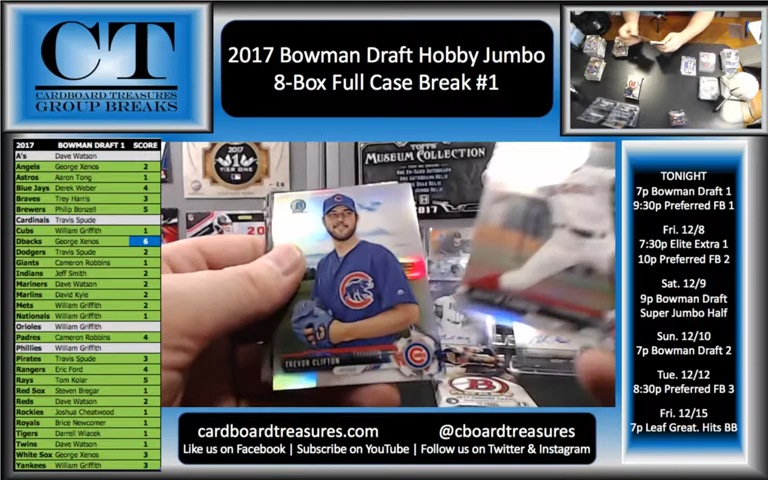 CT
CARDBOARD TREASURES
GROUP BREAKS
2017 Bowman Draft Hobby Jumbo
8-Box Full Case Break #1
2017 BOWMAN DRAFT 1 SCORE
A's Dave Watson
Angels George Xenos 2
Astros Aaron Tong 1
Blue Jays Derek Weber 4
Braves Trey Harris 3
Brewers Philip Bonzell 5
Cardinals Travis Spude
Cubs William Griffith 1
Dbacks George Xenos 6
Dodgers Travis Spude 2
Giants Cameron Robbins 1
Indians Jeff Smith 2
Mariners Dave Watson 2
Marlins David Kyle 2
Mets William Griffith 2
Nationals William Griffith 1
Orioles William Griffith
Padres Cameron Robbins 4
Phillies William Griffith
Pirates Travis Spude 3
Rangers Eric Ford 4
Rays Tom Kolar 5
Red Sox Steven Bregar 1
Reds Dave Watson 2
Rockies Joshua Cheatwood 1
Royals Brice Newcomer 1
Tigers Darrell Wiacek 1
Twins Dave Watson 1
White Sox George Xenos 3
Yankees William Griffith 3
TOPPS
MUSEUM COLLECTION
2017
TIER ONE
20
TREVOR CLIFTON
B
cardboardtreasures.com @cboardtreasures
Like us on Facebook | Subscribe on YouTube | Follow us on Twitter & Instagram
TONIGHT
7p Bowman Draft 1
9:30p Preferred FB 1
Fri. 12/8
7:30p Elite Extra 1
10p Preferred FB 2
Sat. 12/9
9p Bowman Draft
Super Jumbo Half
Sun. 12/10
7p Bowman Draft 2
Tue. 12/12
8:30p Preferred FB 3
Fri. 12/15
7p Leaf Great. Hits BB